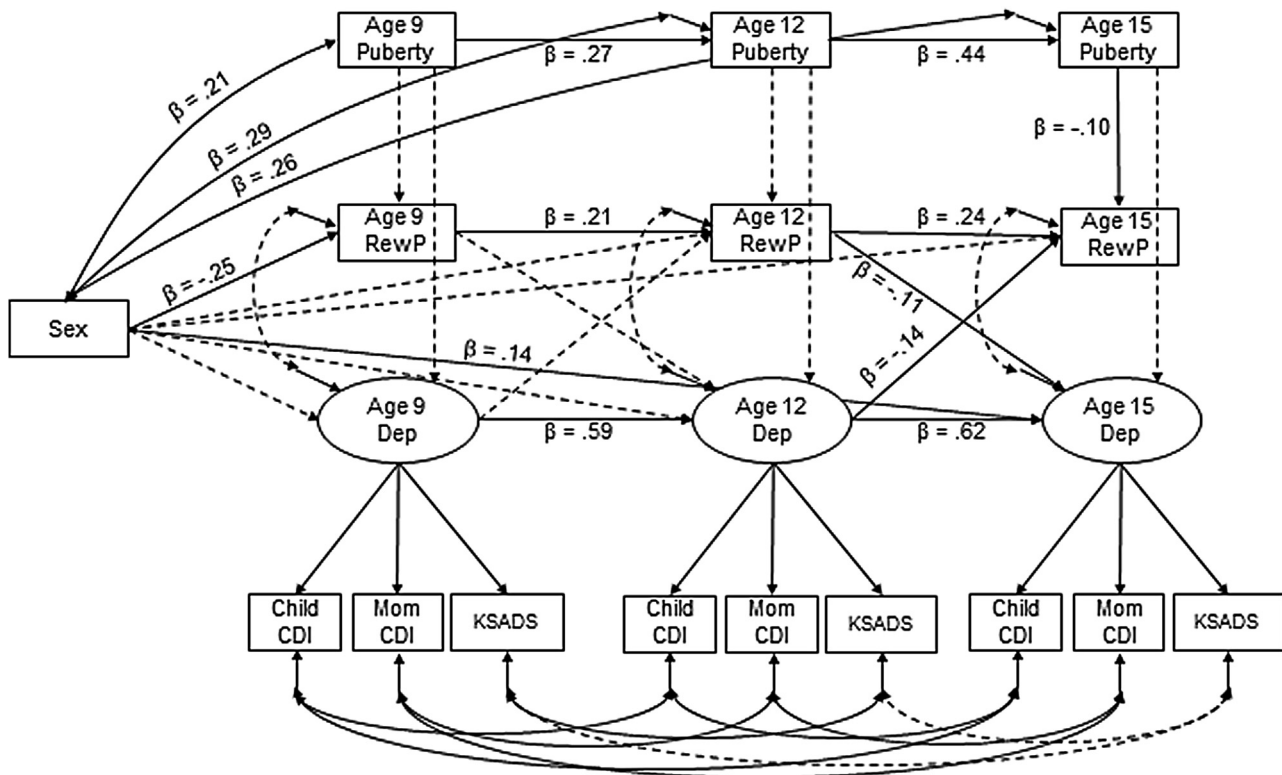 Age 9
Puberty
Age 12
Puberty
Age 15
Puberty
β = .27
β = .44
β = .21
β = .29
β = .26
β = -.10
Age 9
RewP
Age 12
RewP
Age 15
RewP
β = .21
β = .24
β = -.25
β = -.11
β = -.14
Sex
β = .14
Age 9
Dep
Age 12
Dep
Age 15
Dep
β = .59
β = .62
Child
CDI
Mom
CDI
KSADS
Child
CDI
Mom
CDI
KSADS
Child
CDI
Mom
CDI
KSADS